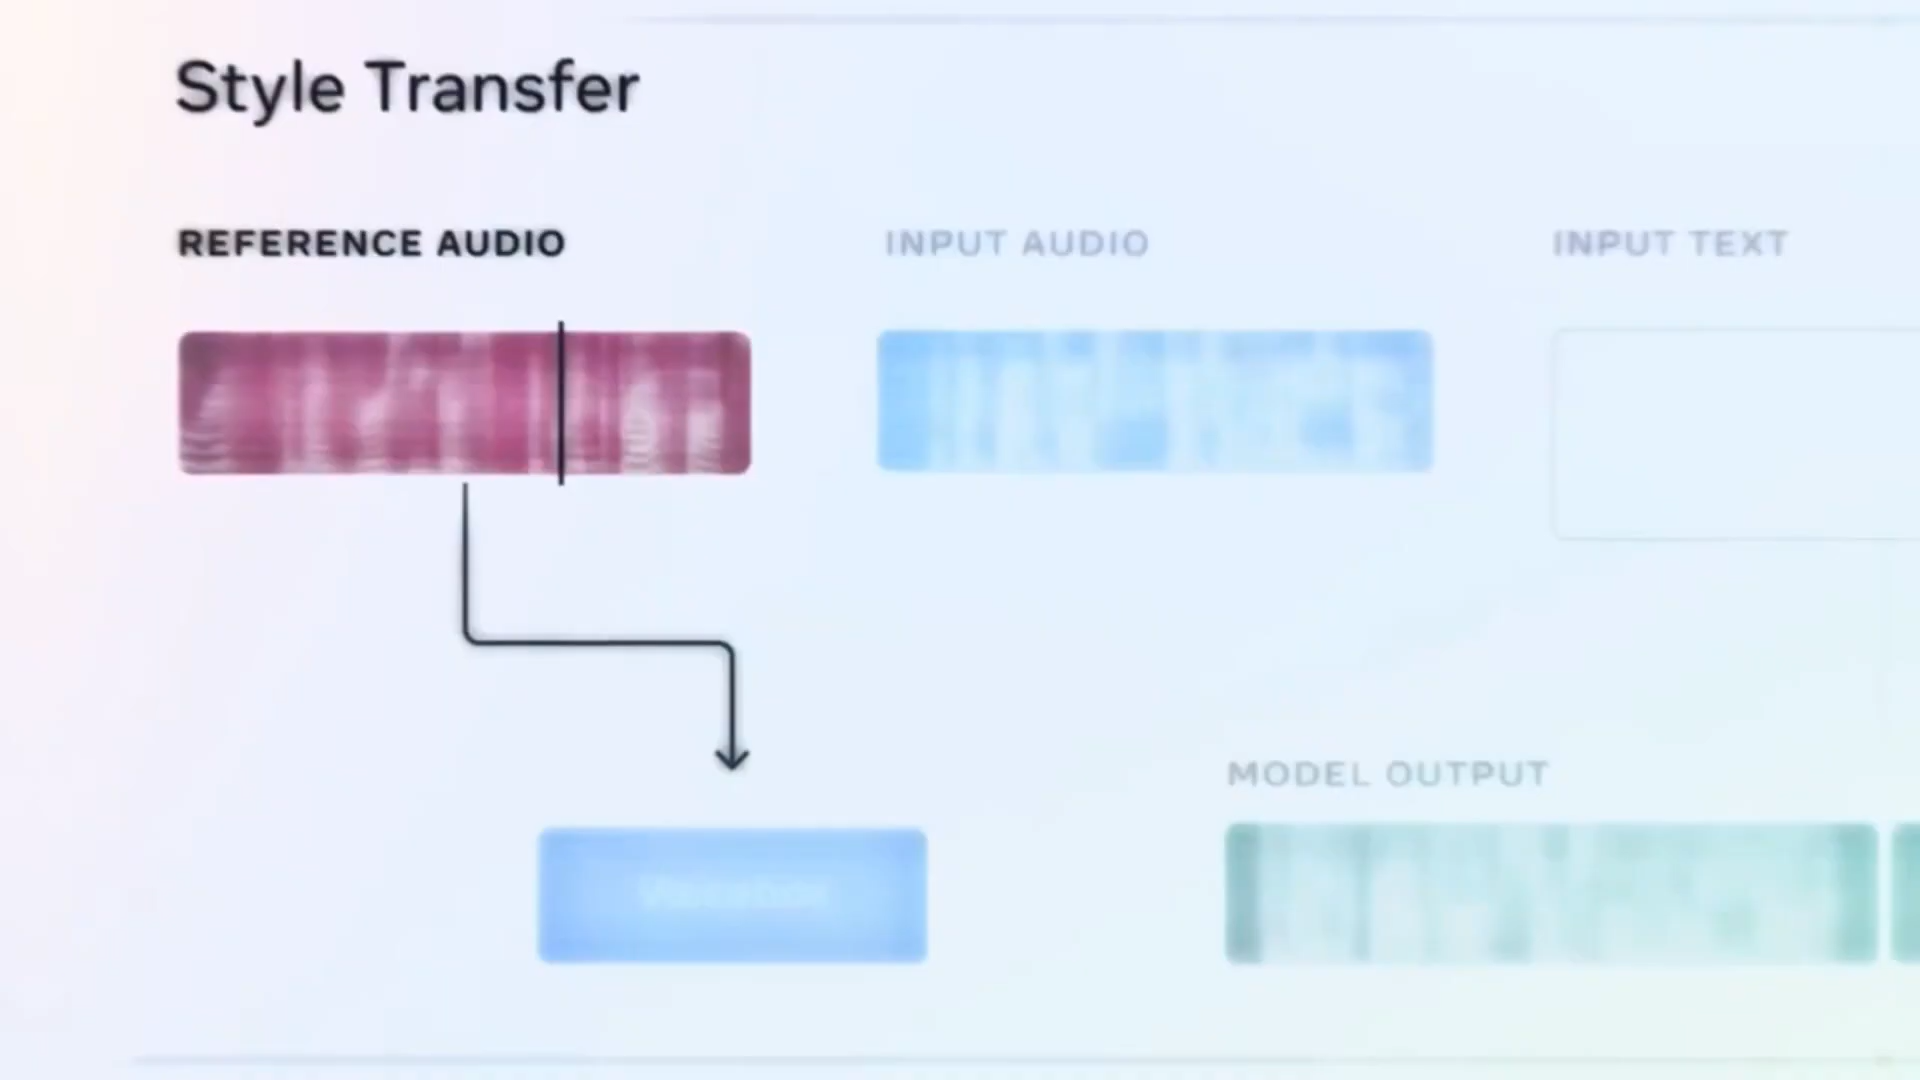 Style Transfer
REFERENCE AUDIO
INPUT AUDIO
INPUT TEXT
MODEL OUTPUT